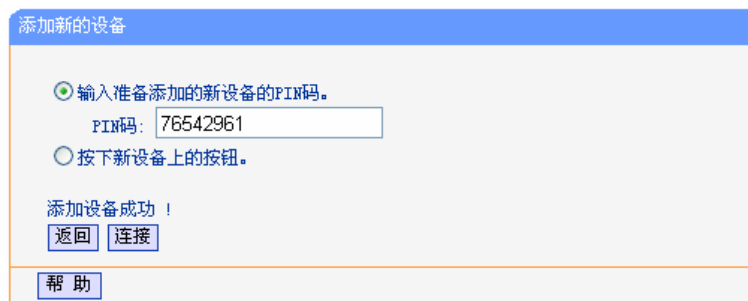 添加新的设备
输入准备添加的新设备的PIN码。
PIN码: 76542961
按下新设备上的按钮。
添加设备成功 !
返回 连接
帮 助